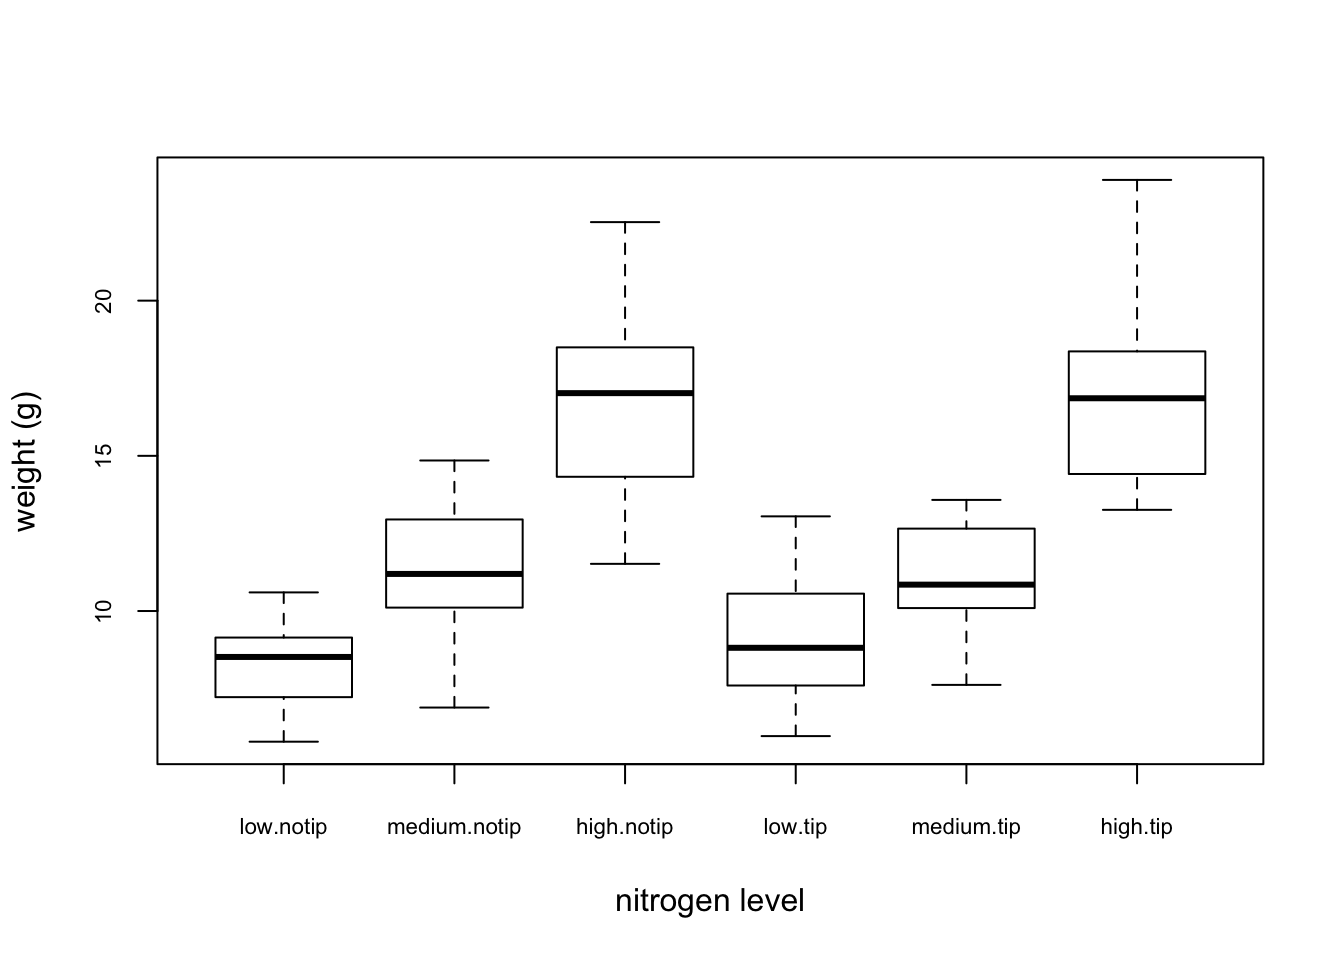 weight (g)
20
15
10
low.notip medium.notip high.notip low.tip medium.tip high.tip
nitrogen level